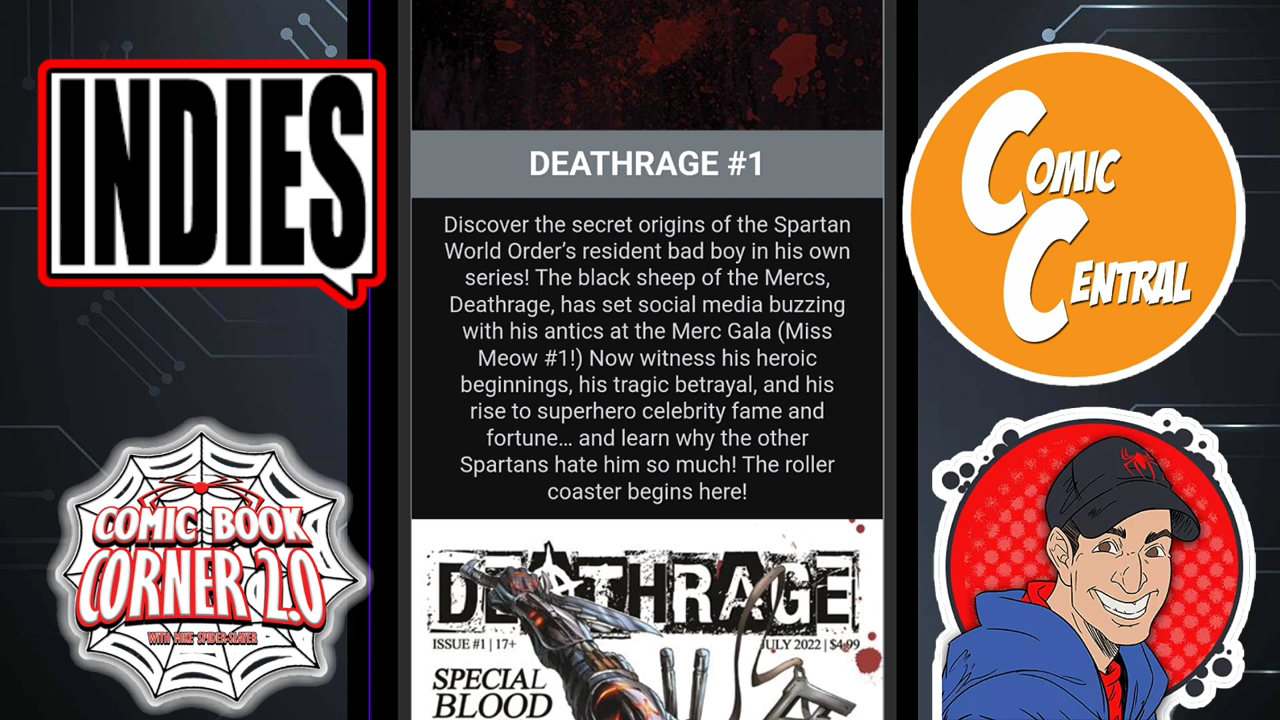 INDIES
COMIC BOOK
CORNER 2.0
WITH MIKE SPIDER-SLAYER
DEATHRAGE #1
Discover the secret origins of the Spartan
World Order’s resident bad boy in his own
series! The black sheep of the Mercs,
Deathrage, has set social media buzzing
with his antics at the Merc Gala (Miss
Meow #1!) Now witness his heroic
beginnings, his tragic betrayal, and his
rise to superhero celebrity fame and
fortune… and learn why the other
Spartans hate him so much! The roller
coaster begins here!
DEATHRAGE
ISSUE #1 | 17+
JULY 2022 | $4.99
SPECIAL
BLOOD
COMIC
CENTRAL